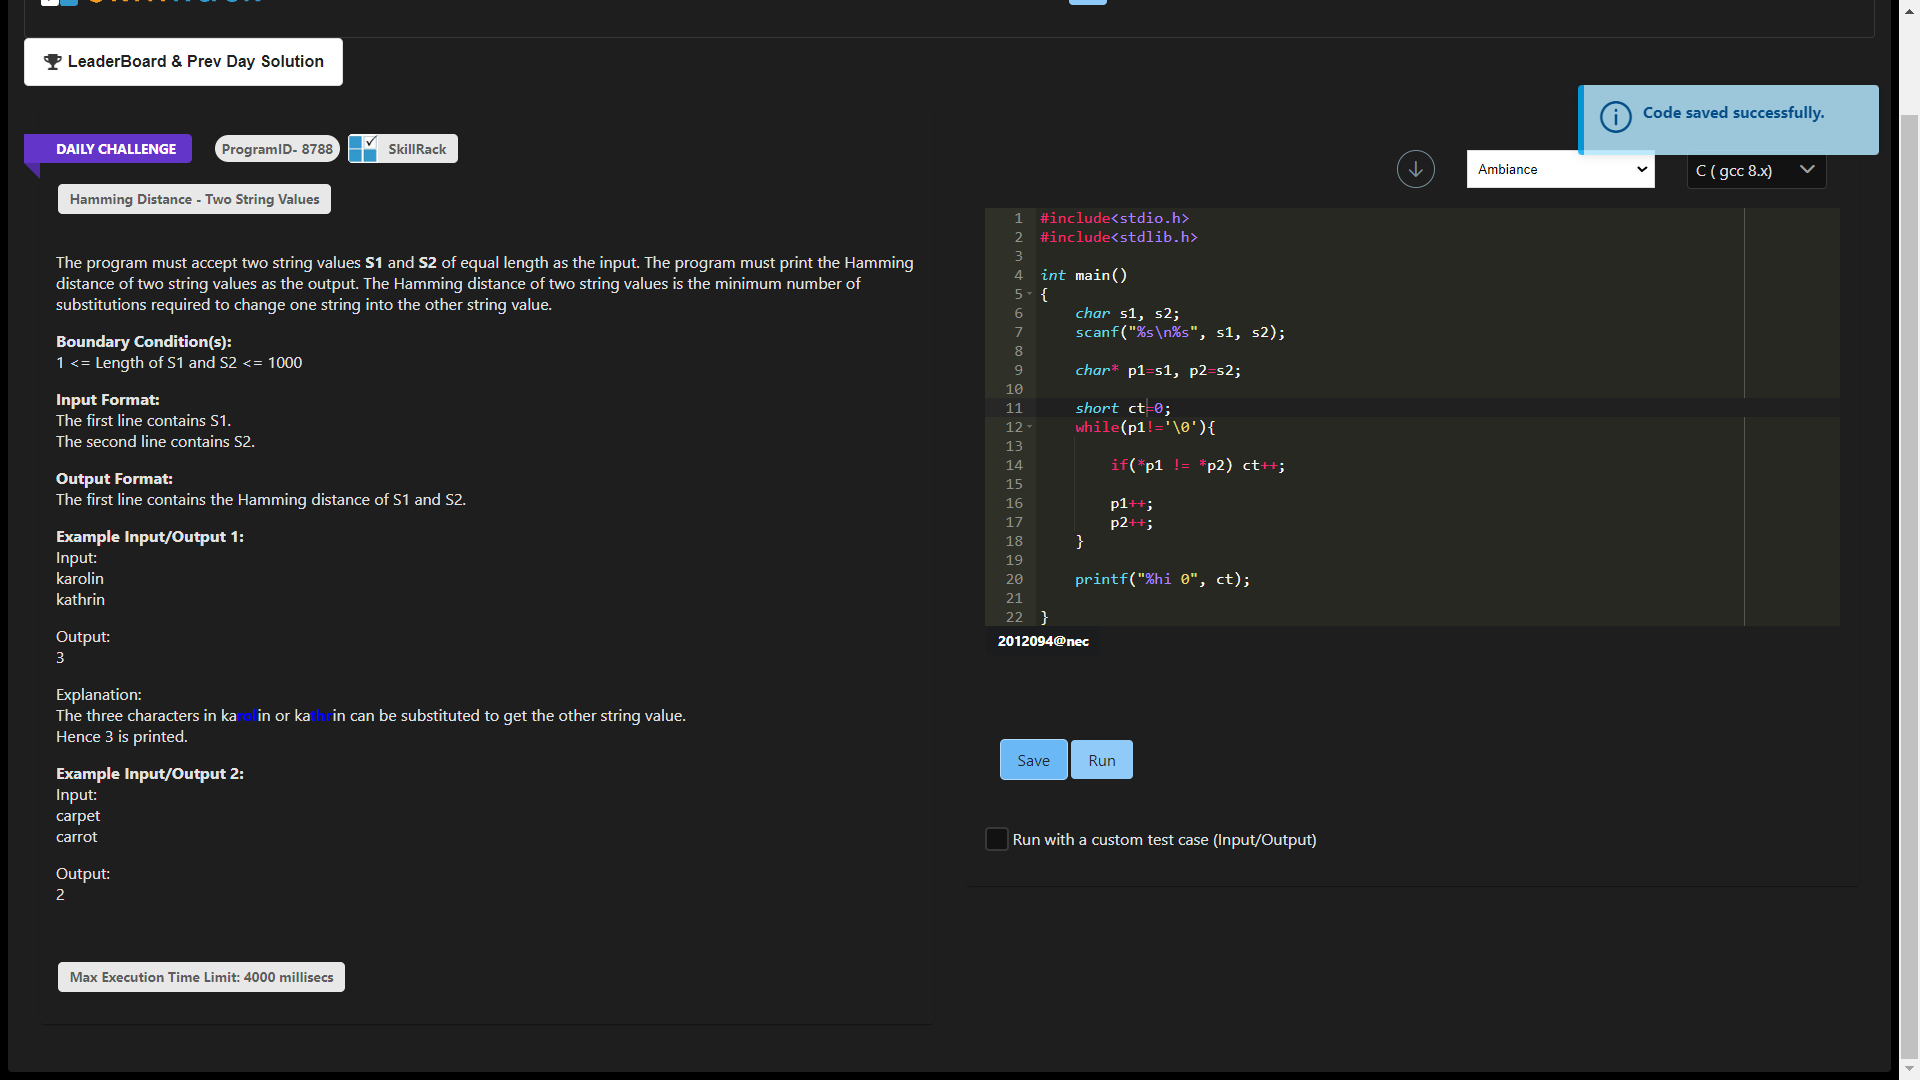 LeaderBoard & Prev Day Solution
Code saved successfully.
DAILY CHALLENGE
ProgramID- 8788
SkillRack
Ambiance
C ( gcc 8.x)
Hamming Distance - Two String Values
The program must accept two string values S1 and S2 of equal length as the input. The program must print the Hamming
distance of two string values as the output. The Hamming distance of two string values is the minimum number of
substitutions required to change one string into the other string value.
Boundary Condition(s):
1 <= Length of S1 and S2 <= 1000
Input Format:
The first line contains S1.
The second line contains S2.
Output Format:
The first line contains the Hamming distance of S1 and S2.
Example Input/Output 1:
Input:
karolin
kathrin
Output:
3
Explanation:
The three characters in karolin or kathrin can be substituted to get the other string value.
Hence 3 is printed.
Example Input/Output 2:
Input:
carpet
carrot
Output:
2
Max Execution Time Limit: 4000 millisecs
1 #include<stdio.h>
2 #include<stdlib.h>
3
4 int main()
5 {
6 char s1, s2;
7 scanf("%s\n%s", s1, s2);
8
9 char* p1=s1, p2=s2;
10
11 short ct=0;
12 while(p1!='\0'){
13
14 if(*p1 != *p2) ct++;
15
16 p1++;
17 p2++;
18 }
19
20 printf("%hi 0", ct);
21
22 }
2012094@nec
Save
Run
Run with a custom test case (Input/Output)